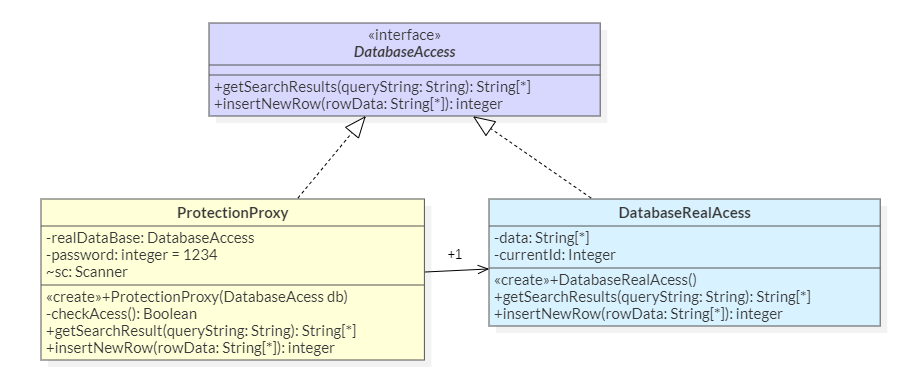 «interface»
DatabaseAccess
+getSearchResults(queryString: String): String[*]
+insertNewRow(rowData: String[*]): integer
ProtectionProxy
-realDataBase: DatabaseAccess
-password: integer = 1234
~sc: Scanner
«create»+ProtectionProxy(DatabaseAcess db)
-checkAcess(): Boolean
+getSearchResult(queryString: String): String[*]
+insertNewRow(rowData: String[*]): integer
+1
DatabaseRealAcess
-data: String[*]
-currentId: Integer
«create»+DatabaseRealAcess()
+getSearchResults(queryString: String): String[*]
+insertNewRow(rowData: String[*]): integer